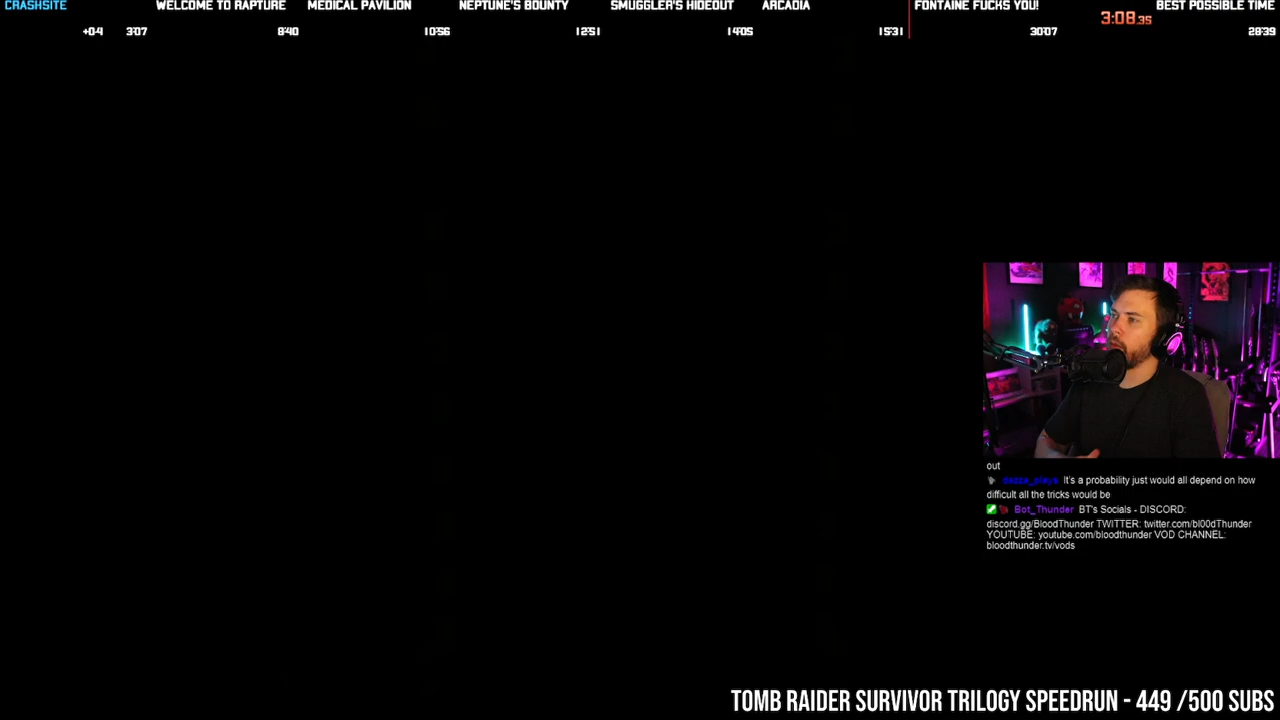 CRASHSITE WELCOME TO RAPTURE MEDICAL PAVILION NEPTUNE'S BOUNTY SMUGGLER'S HIDEOUT ARCADIA FONTAINE FUCKS YOU! BEST POSSIBLE TIME
3:08.35
+0.4 3:07 8:40 10:56 12:51 14:05 15:31 30:07 28:39
out
dazza_plays It's a probability just would all depend on how
difficult all the tricks would be
Bot_Thunder BT's Socials - DISCORD:
discord.gg/BloodThunder TWITTER: twitter.com/bl00dThunder
YOUTUBE: youtube.com/bloodthunder VOD CHANNEL:
bloodthunder.tv/vods
TOMB RAIDER SURVIVOR TRILOGY SPEEDRUN - 449 /500 SUBS